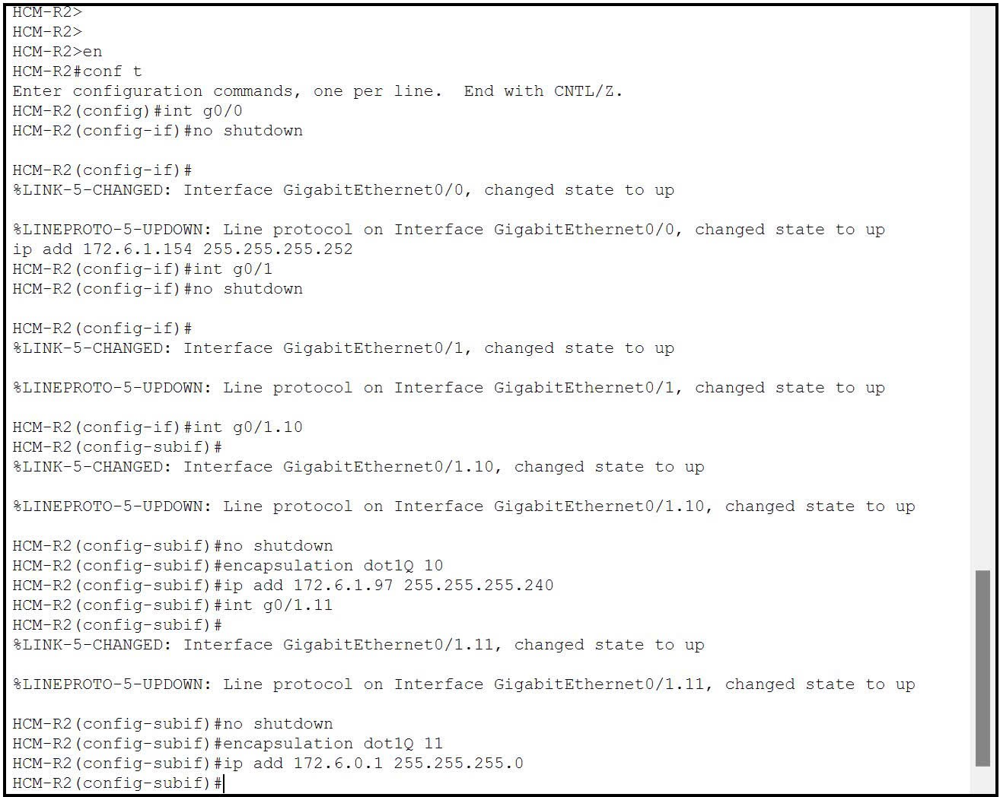 HCM-R2>
HCM-R2>
HCM-R2>en
HCM-R2#conf t
Enter configuration commands, one per line.  End with CNTL/Z.
HCM-R2(config)#int g0/0
HCM-R2(config-if)#no shutdown
HCM-R2(config-if)#
%LINK-5-CHANGED: Interface GigabitEthernet0/0, changed state to up
%LINEPROTO-5-UPDOWN: Line protocol on Interface GigabitEthernet0/0, changed state to up
ip add 172.6.1.154 255.255.255.252
HCM-R2(config-if)#int g0/1
HCM-R2(config-if)#no shutdown
HCM-R2(config-if)#
%LINK-5-CHANGED: Interface GigabitEthernet0/1, changed state to up
%LINEPROTO-5-UPDOWN: Line protocol on Interface GigabitEthernet0/1, changed state to up
HCM-R2(config-if)#int g0/1.10
HCM-R2(config-subif)#
%LINK-5-CHANGED: Interface GigabitEthernet0/1.10, changed state to up
%LINEPROTO-5-UPDOWN: Line protocol on Interface GigabitEthernet0/1.10, changed state to up
HCM-R2(config-subif)#no shutdown
HCM-R2(config-subif)#encapsulation dot1Q 10
HCM-R2(config-subif)#ip add 172.6.1.97 255.255.255.240
HCM-R2(config-subif)#int g0/1.11
HCM-R2(config-subif)#
%LINK-5-CHANGED: Interface GigabitEthernet0/1.11, changed state to up
%LINEPROTO-5-UPDOWN: Line protocol on Interface GigabitEthernet0/1.11, changed state to up
HCM-R2(config-subif)#no shutdown
HCM-R2(config-subif)#encapsulation dot1Q 11
HCM-R2(config-subif)#ip add 172.6.0.1 255.255.255.0
HCM-R2(config-subif)#